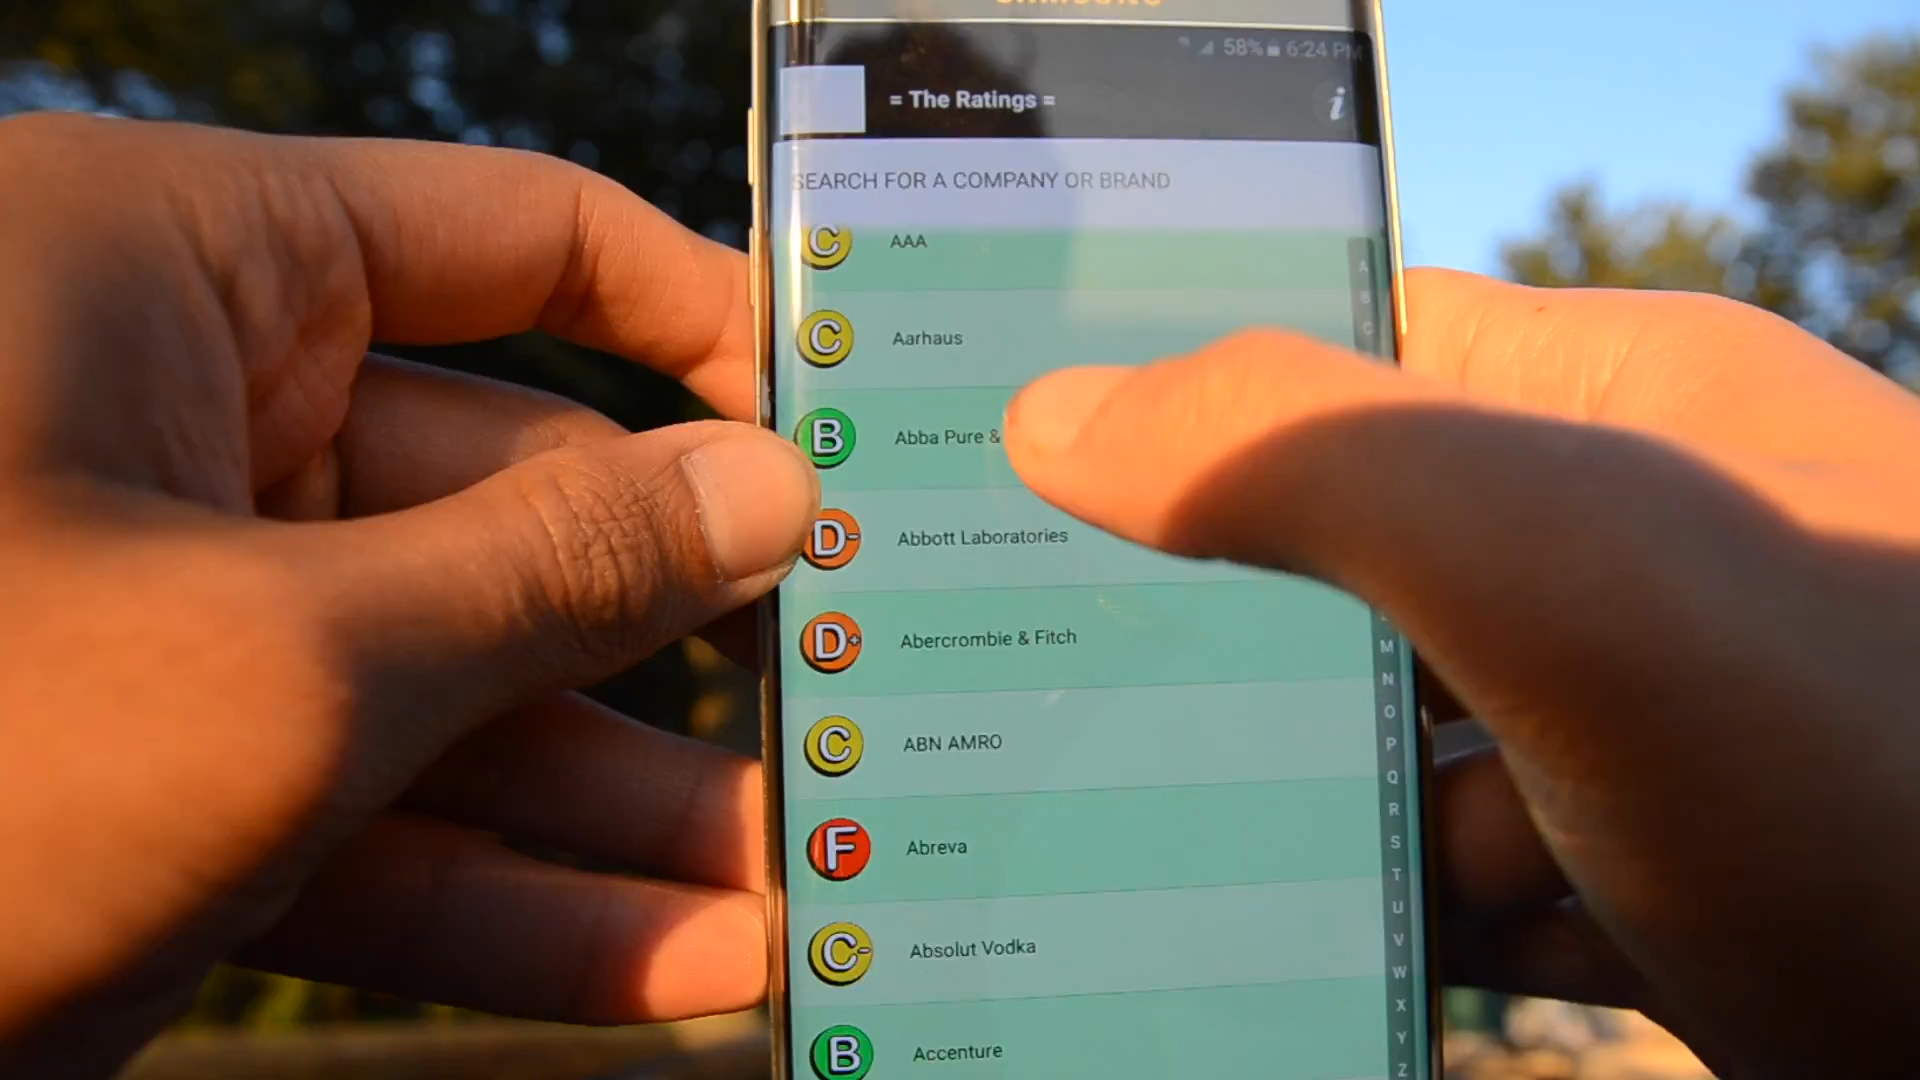 SAMSUNG
58% 6:24 PM
= The Ratings =
i
SEARCH FOR A COMPANY OR BRAND
C AAA
C Aarhaus
B Abba Pure &
D- Abbott Laboratories
D+ Abercrombie & Fitch
C ABN AMRO
F Abreva
C- Absolut Vodka
B Accenture
A
B
C
M
N
O
P
Q
R
S
T
U
V
W
X
Y
Z